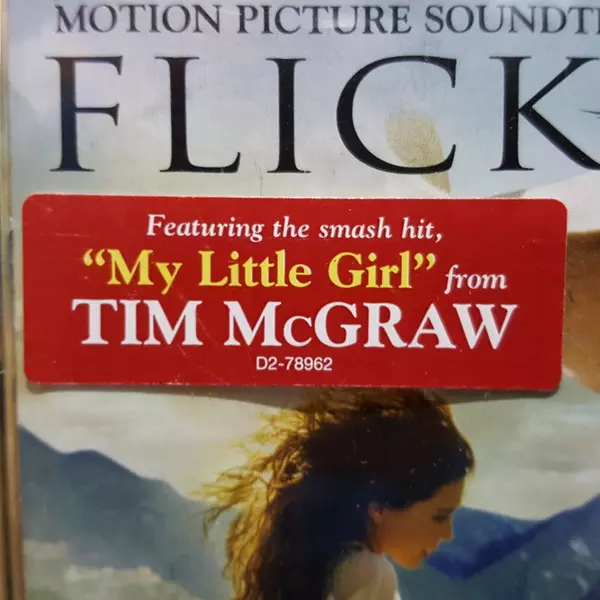 MOTION PICTURE SOUNDT
FLICK
Featuring the smash hit,
“My Little Girl” from
TIM McGRAW
D2-78962